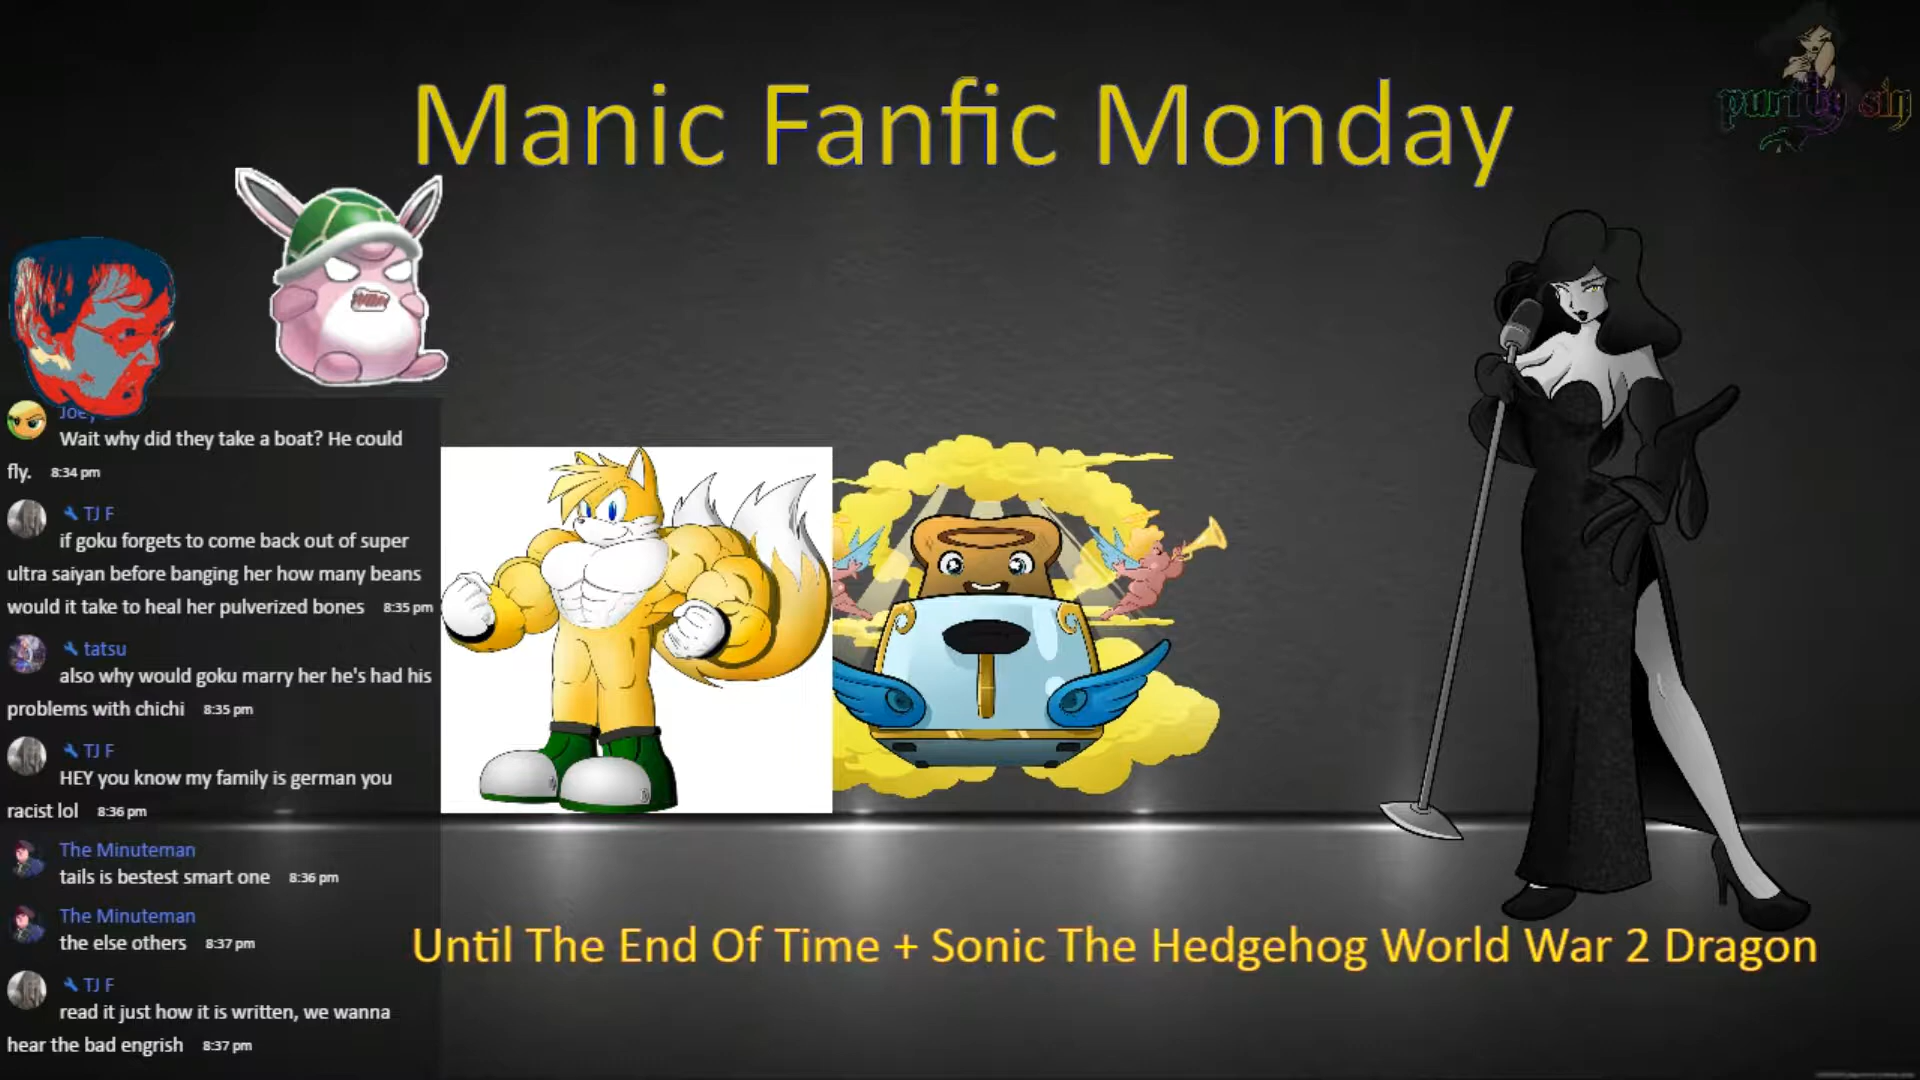 Manic Fanfic Monday
purity sin
Joey
Wait why did they take a boat? He could
fly. 8:34 pm
TJ F
if goku forgets to come back out of super
ultra saiyan before banging her how many beans
would it take to heal her pulverized bones 8:35 pm
tatsu
also why would goku marry her he's had his
problems with chichi 8:35 pm
TJ F
HEY you know my family is german you
racist lol 8:36 pm
The Minuteman
tails is bestest smart one 8:36 pm
The Minuteman
the else others 8:37 pm
TJ F
read it just how it is written, we wanna
hear the bad engrish 8:37 pm
Until The End Of Time + Sonic The Hedgehog World War 2 Dragon